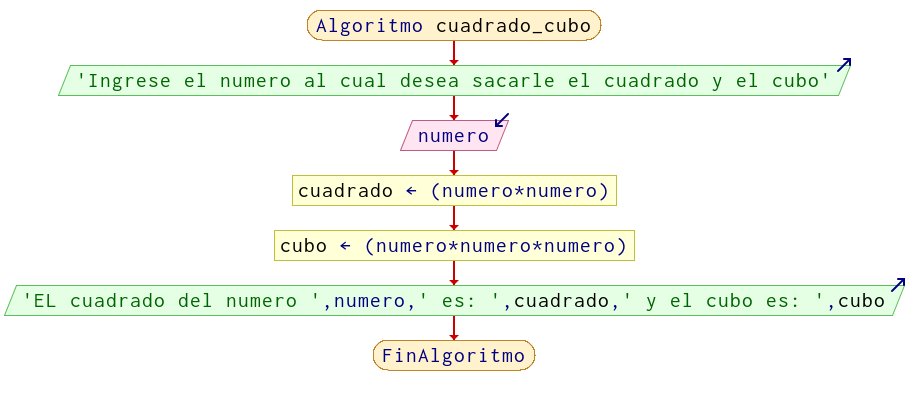 Algoritmo cuadrado_cubo
'Ingrese el numero al cual desea sacarle el cuadrado y el cubo'
numero
cuadrado ← (numero*numero)
cubo ← (numero*numero*numero)
'EL cuadrado del numero ',numero,' es: ',cuadrado,' y el cubo es: ',cubo
FinAlgoritmo